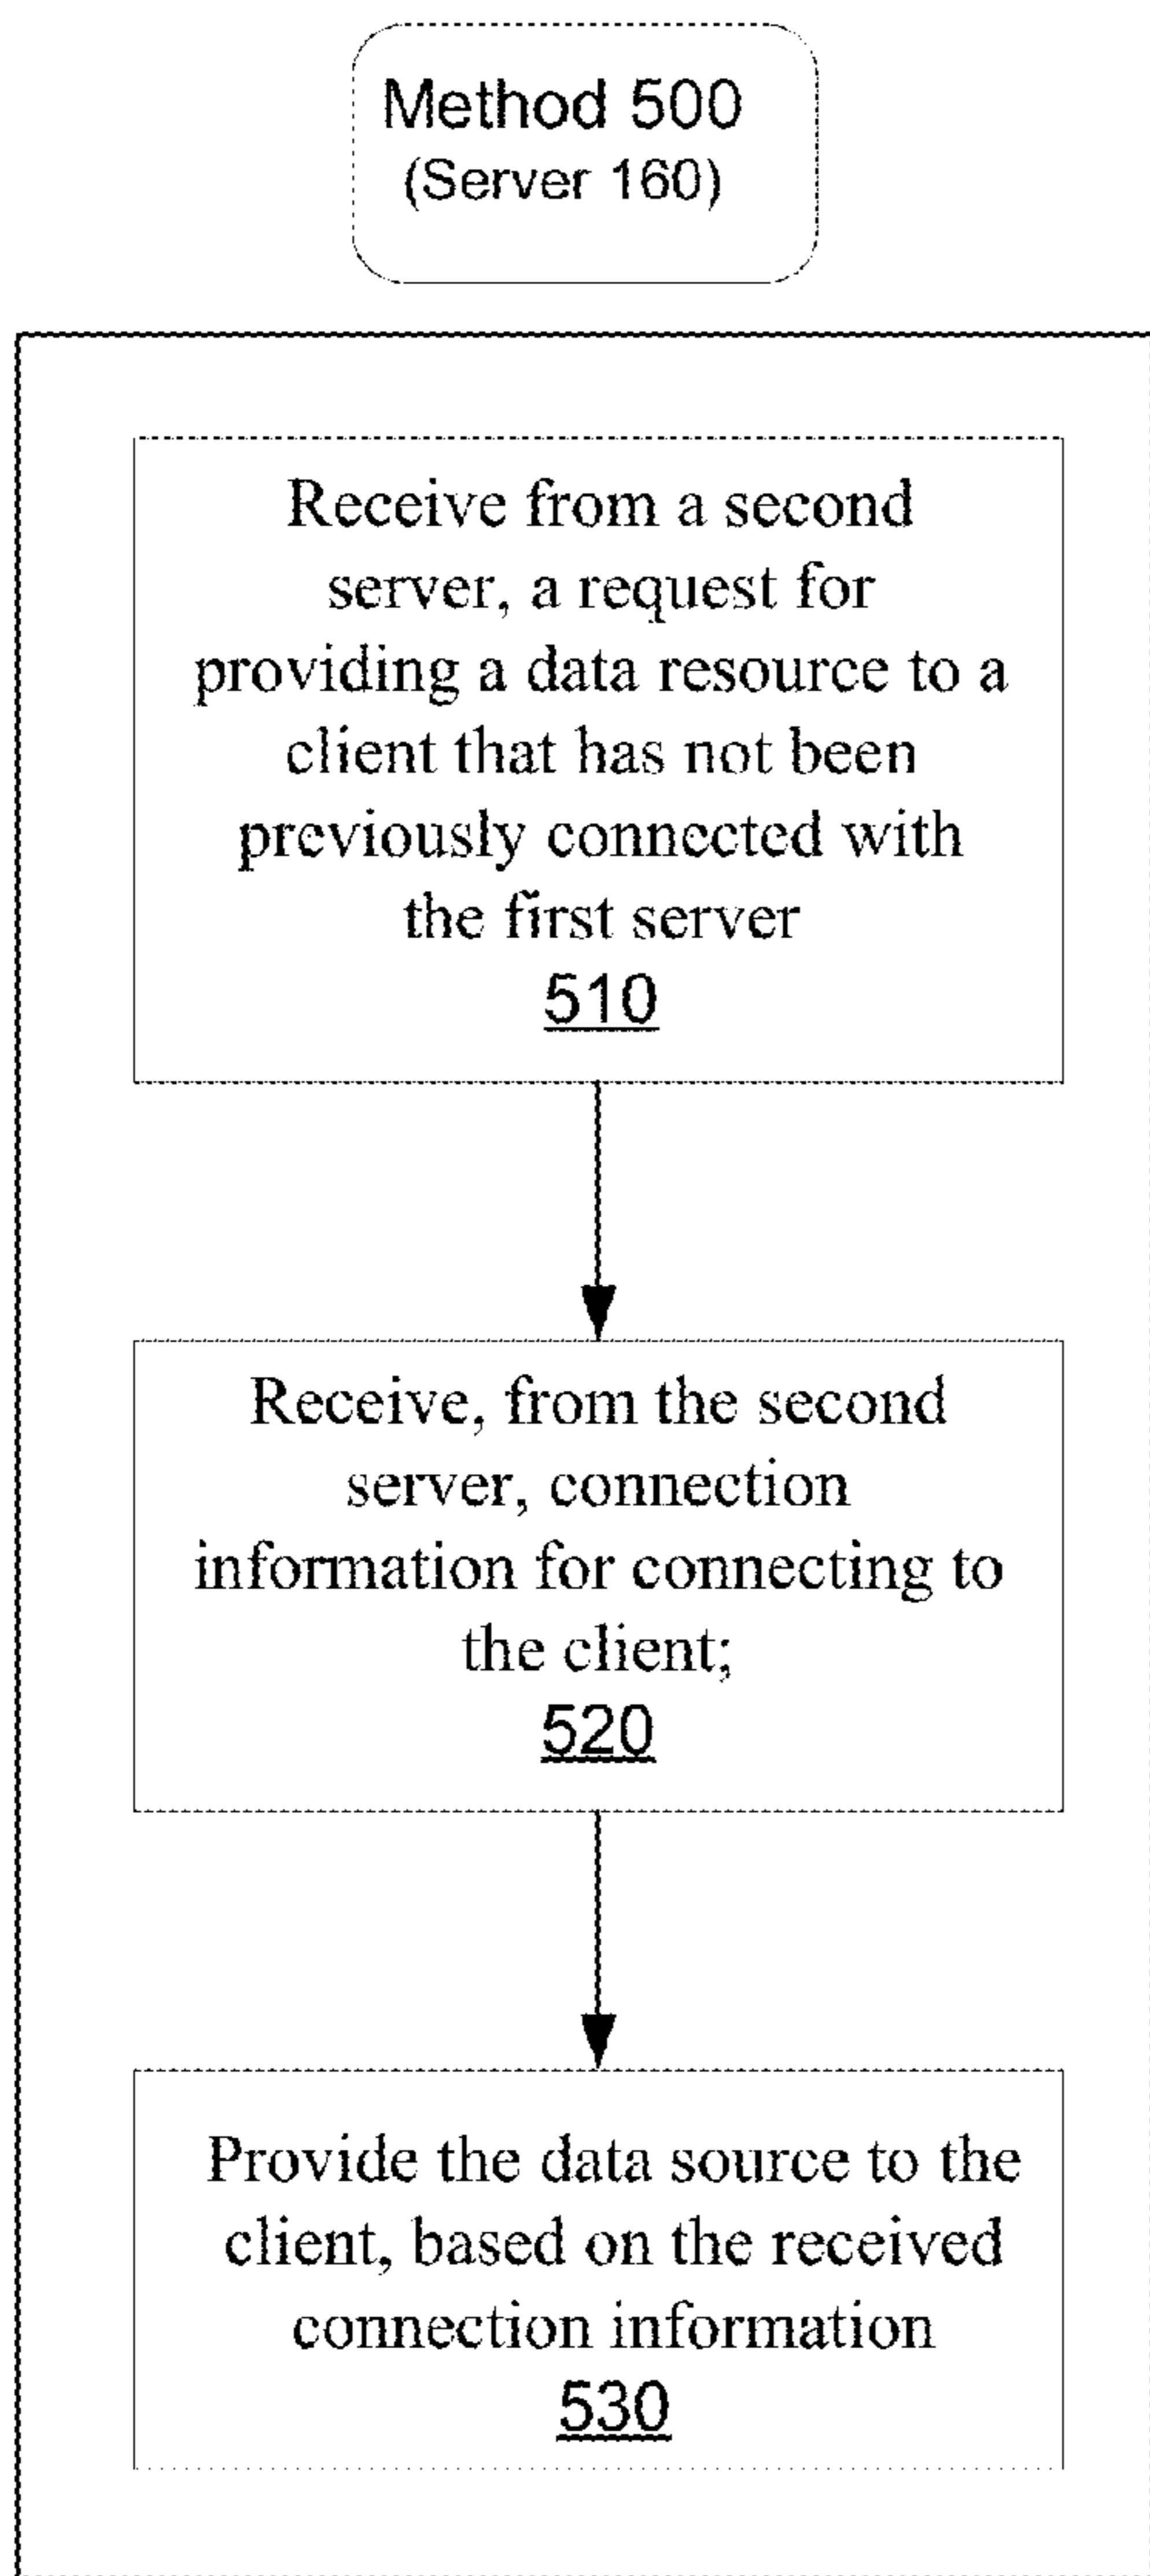 Method 500
(Server 160)
Receive from a second
server, a request for
providing a data resource to a
client that has not been
previously connected with
the first server
510
Receive, from the second
server, connection
information for connecting to
the client;
520
Provide the data source to the
client, based on the received
connection information
530